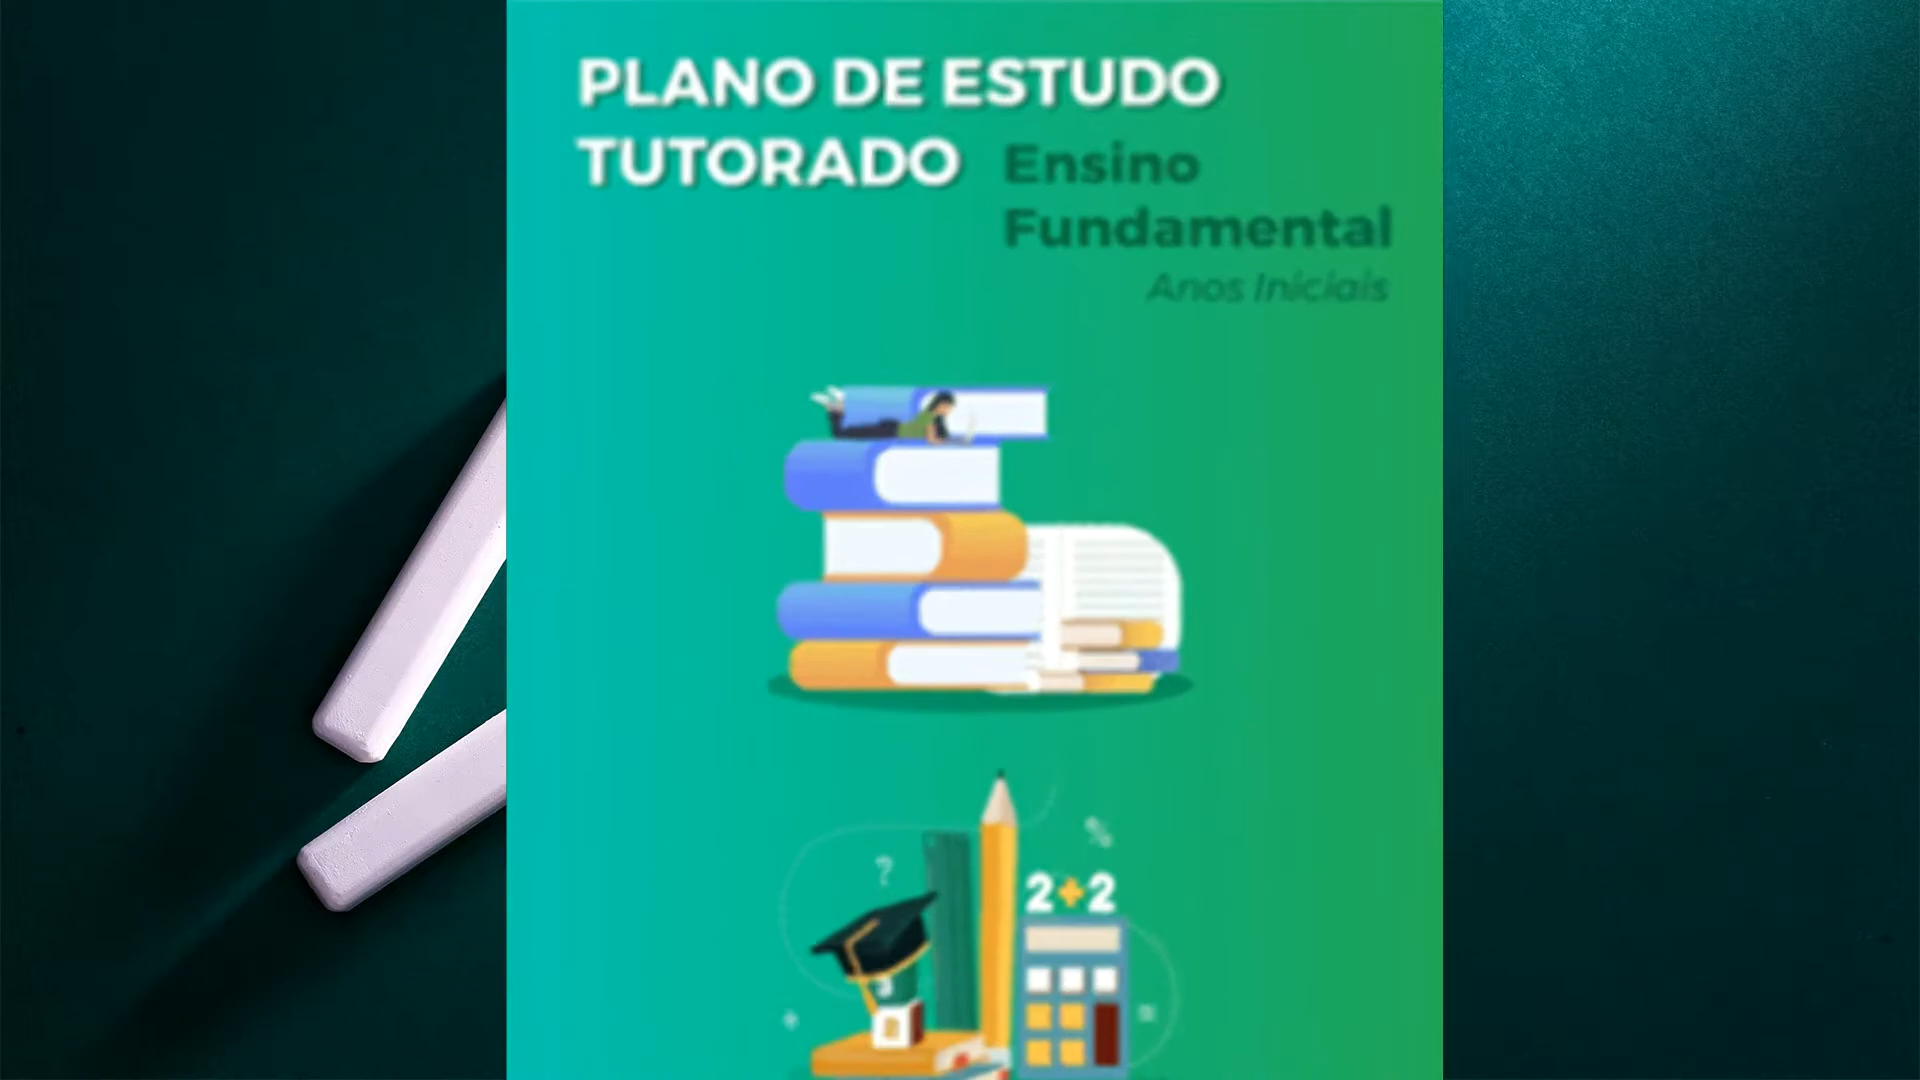 PLANO DE ESTUDO
TUTORADO
Ensino
Fundamental
Anos Iniciais
?
%
2+2
+
=